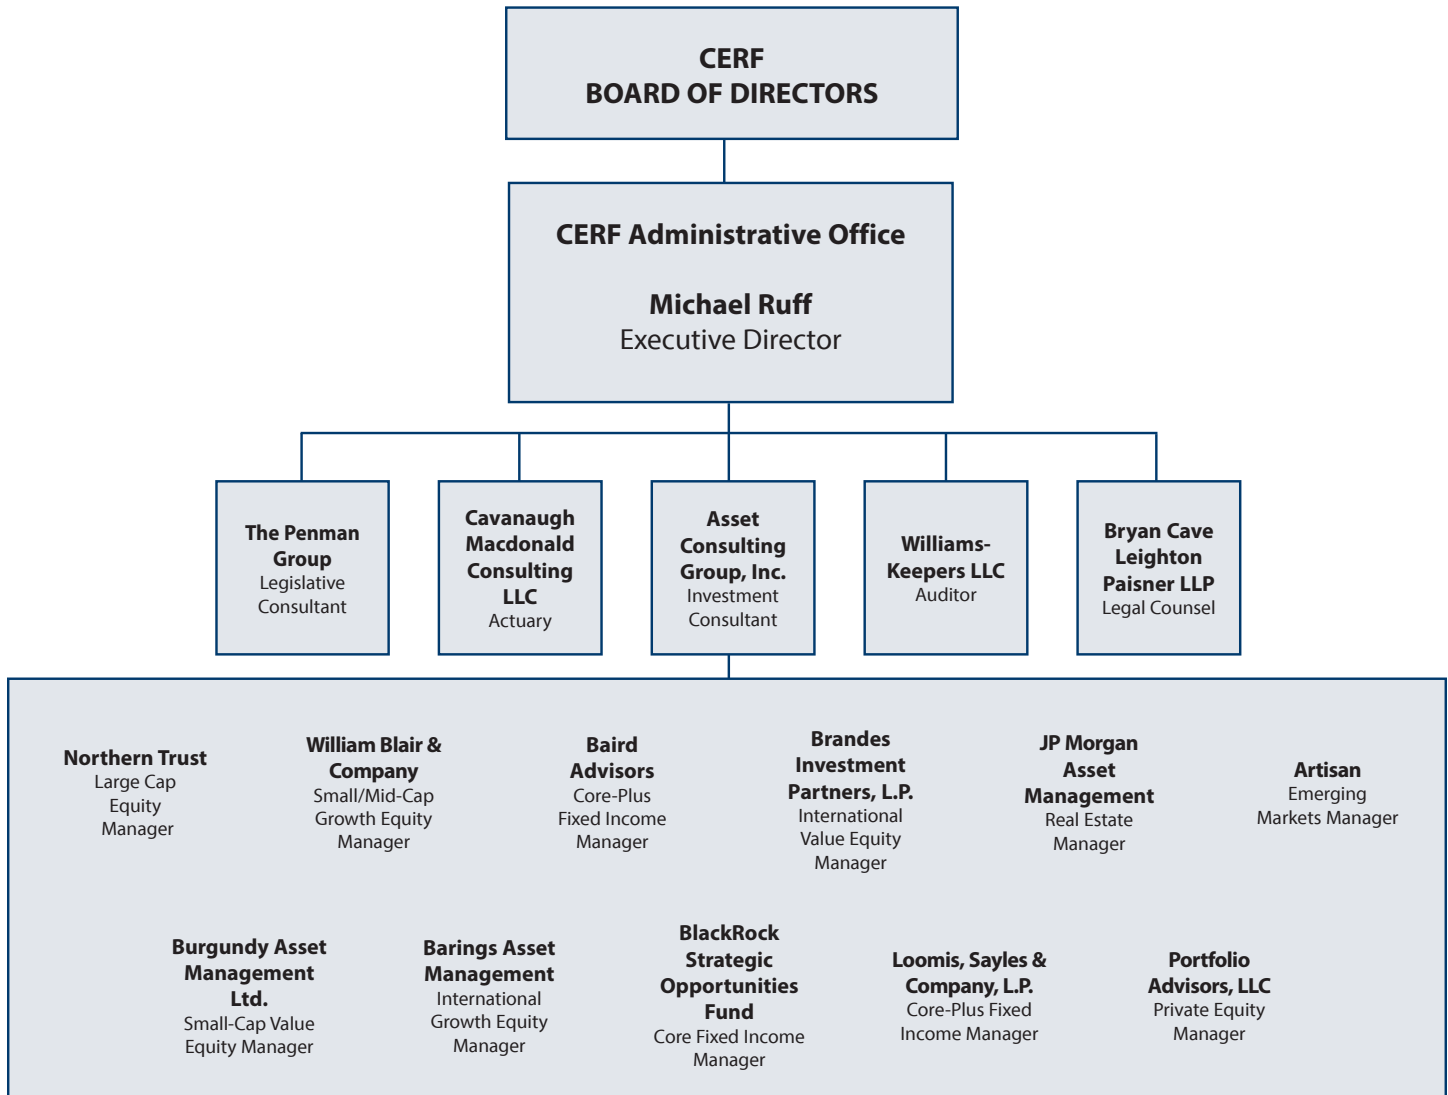 CERF
BOARD OF DIRECTORS
CERF Administrative Office
Michael Ruff
Executive Director
The Penman
Group
Legislative
Consultant
Cavanaugh
Macdonald
Consulting
LLC
Actuary
Asset
Consulting
Group, Inc.
Investment
Consultant
Williams-
Keepers LLC
Auditor
Bryan Cave
Leighton
Paisner LLP
Legal Counsel
Northern Trust
Large Cap
Equity
Manager
William Blair &
Company
Small/Mid-Cap
Growth Equity
Manager
Baird
Advisors
Core-Plus
Fixed Income
Manager
Brandes
Investment
Partners, L.P.
International
Value Equity
Manager
JP Morgan
Asset
Management
Real Estate
Manager
Artisan
Emerging
Markets Manager
Burgundy Asset
Management
Ltd.
Small-Cap Value
Equity Manager
Barings Asset
Management
International
Growth Equity
Manager
BlackRock
Strategic
Opportunities
Fund
Core Fixed Income
Manager
Loomis, Sayles &
Company, L.P.
Core-Plus Fixed
Income Manager
Portfolio
Advisors, LLC
Private Equity
Manager